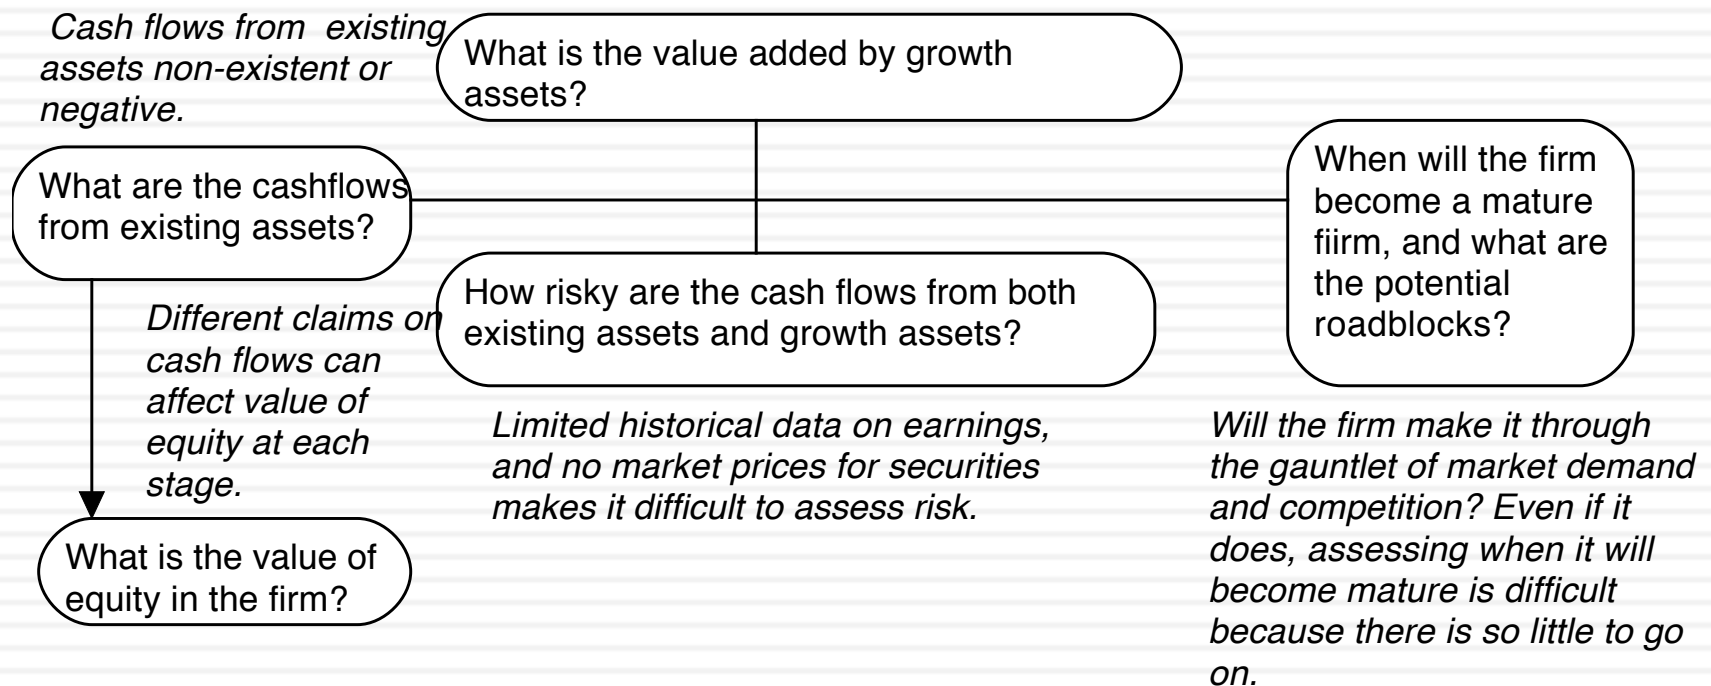 Cash flows from  existing
assets non-existent or
negative.
What is the value added by growth
assets?
What are the cashflows
from existing assets?
When will the firm
become a mature
fiirm, and what are
the potential
roadblocks?
How risky are the cash flows from both
existing assets and growth assets?
Different claims on
cash flows can
affect value of
equity at each
stage.
Limited historical data on earnings,
and no market prices for securities
makes it difficult to assess risk.
Will the firm make it through
the gauntlet of market demand
and competition? Even if it
does, assessing when it will
become mature is difficult
because there is so little to go
on.
What is the value of
equity in the firm?